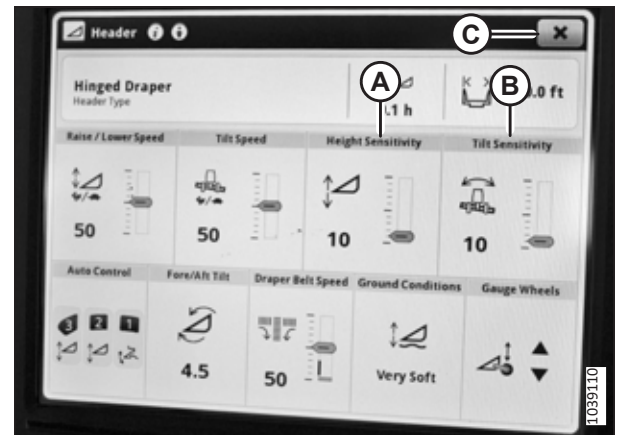 Header
C
Hinged Draper
Header Type
A
.1 h
B
.0 ft
Raise / Lower Speed
Tilt Speed
Height Sensitivity
Tilt Sensitivity
50
50
10
10
Auto Control
Fore/Aft Tilt
Draper Belt Speed
Ground Conditions
Gauge Wheels
3 2 1
4.5
50
Very Soft
1039110